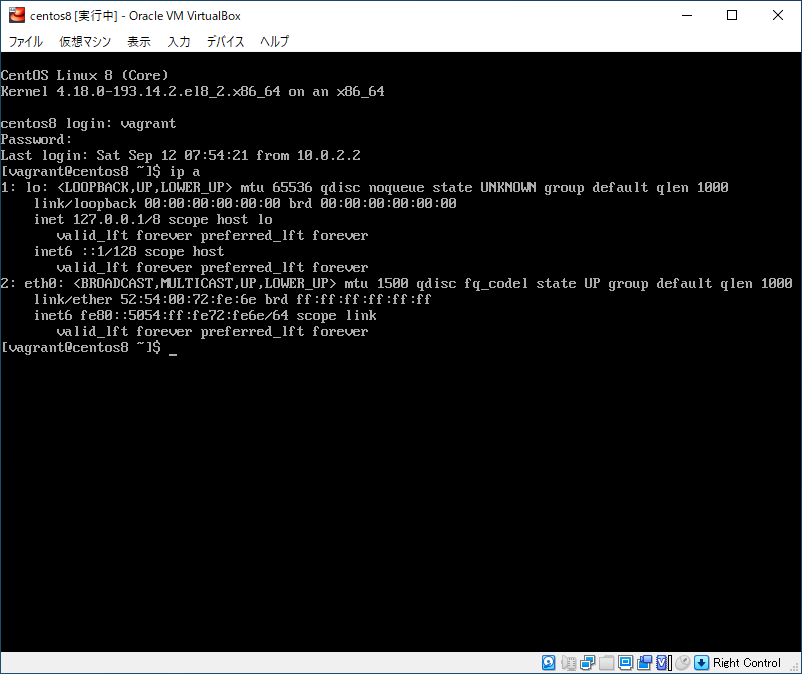 centos8 [実行中] - Oracle VM VirtualBox
ファイル 仮想マシン 表示 入力 デバイス ヘルプ
CentOS Linux 8 (Core)
Kernel 4.18.0-193.14.2.el8_2.x86_64 on an x86_64
centos8 login: vagrant
Password:
Last login: Sat Sep 12 07:54:21 from 10.0.2.2
[vagrant@centos8 ~]$ ip a
1: lo: <LOOPBACK,UP,LOWER_UP> mtu 65536 qdisc noqueue state UNKNOWN group default qlen 1000
link/loopback 00:00:00:00:00:00 brd 00:00:00:00:00:00
inet 127.0.0.1/8 scope host lo
valid_lft forever preferred_lft forever
inet6 ::1/128 scope host
valid_lft forever preferred_lft forever
2: eth0: <BROADCAST,MULTICAST,UP,LOWER_UP> mtu 1500 qdisc fq_codel state UP group default qlen 1000
link/ether 52:54:00:72:fe:6e brd ff:ff:ff:ff:ff:ff
inet6 fe80::5054:ff:fe72:fe6e/64 scope link
valid_lft forever preferred_lft forever
[vagrant@centos8 ~]$ _
Right Control